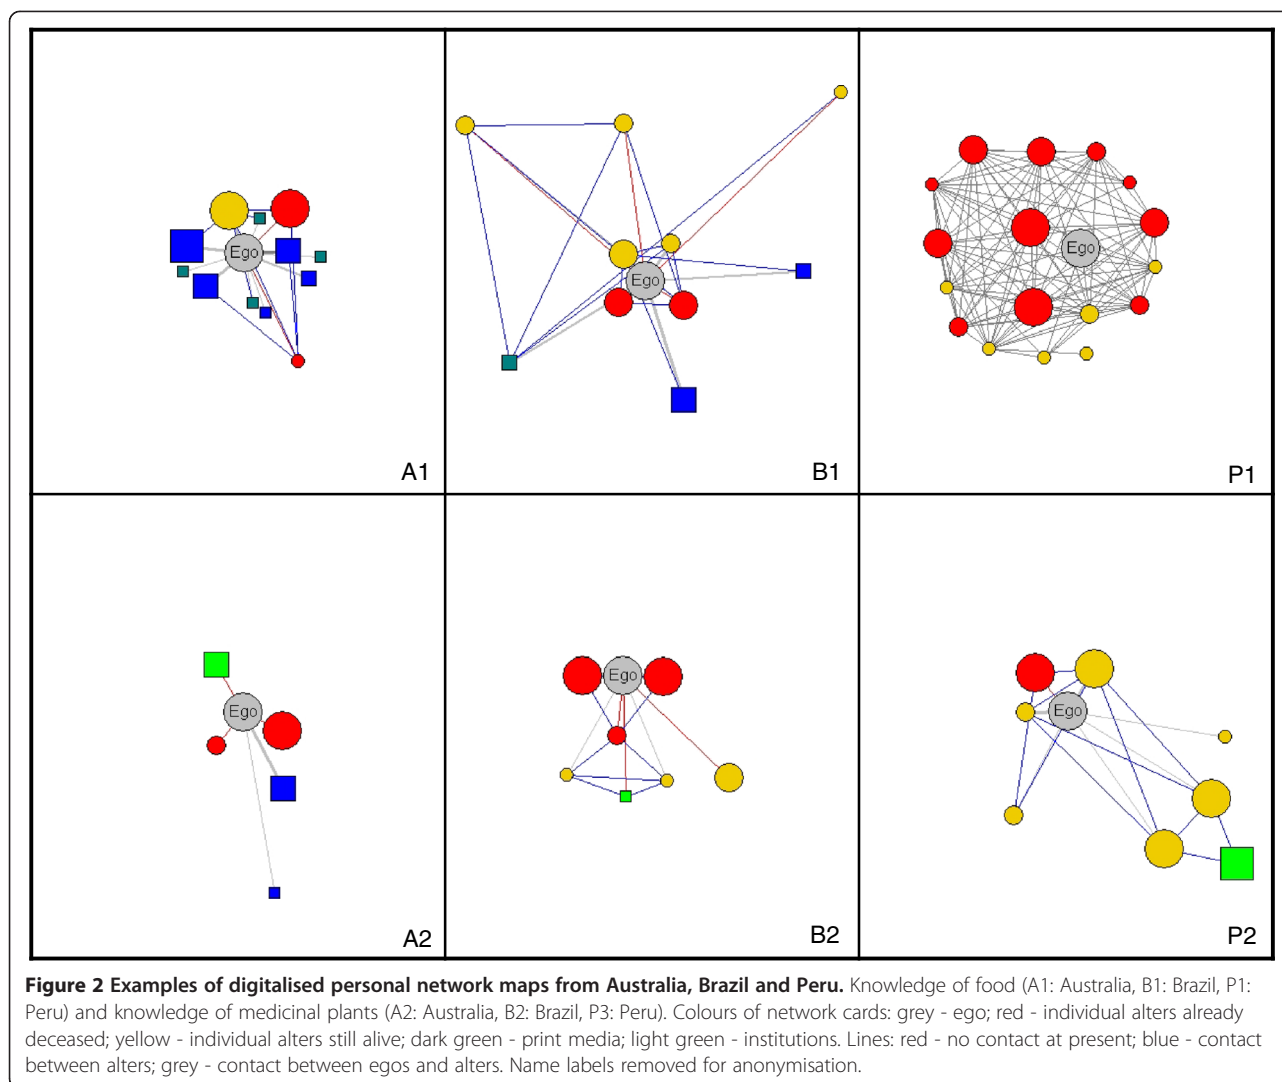 Ego
Ego
Ego
A1
B1
P1
Ego
Ego
Ego
A2
B2
P2
Figure 2 Examples of digitalised personal network maps from Australia, Brazil and Peru. Knowledge of food (A1: Australia, B1: Brazil, P1:
Peru) and knowledge of medicinal plants (A2: Australia, B2: Brazil, P3: Peru). Colours of network cards: grey - ego; red - individual alters already
deceased; yellow - individual alters still alive; dark green - print media; light green - institutions. Lines: red - no contact at present; blue - contact
between alters; grey - contact between egos and alters. Name labels removed for anonymisation.